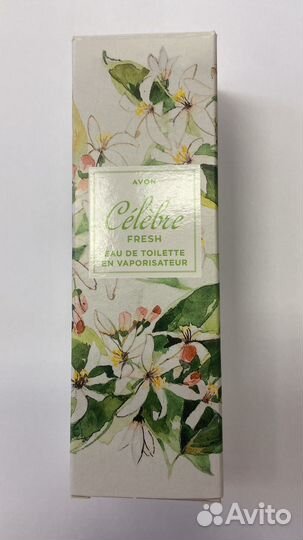 AVON
Célèbre
FRESH
EAU DE TOILETTE
EN VAPORISATEUR
Avito